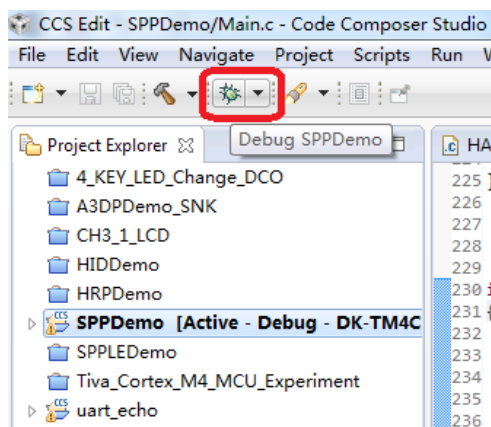 CCS Edit - SPPDemo/Main.c - Code Composer Studio
File Edit View Navigate Project Scripts Run
Debug SPPDemo
Project Explorer
HA
4_KEY_LED_Change_DCO
A3DPDemo_SNK
CH3_1_LCD
HIDDemo
HRPDemo
SPPDemo [Active - Debug - DK-TM4C
SPPLEDemo
Tiva_Cortex_M4_MCU_Experiment
uart_echo
225 }
226
227
228
229
230
231 {
232
233
234
235
236